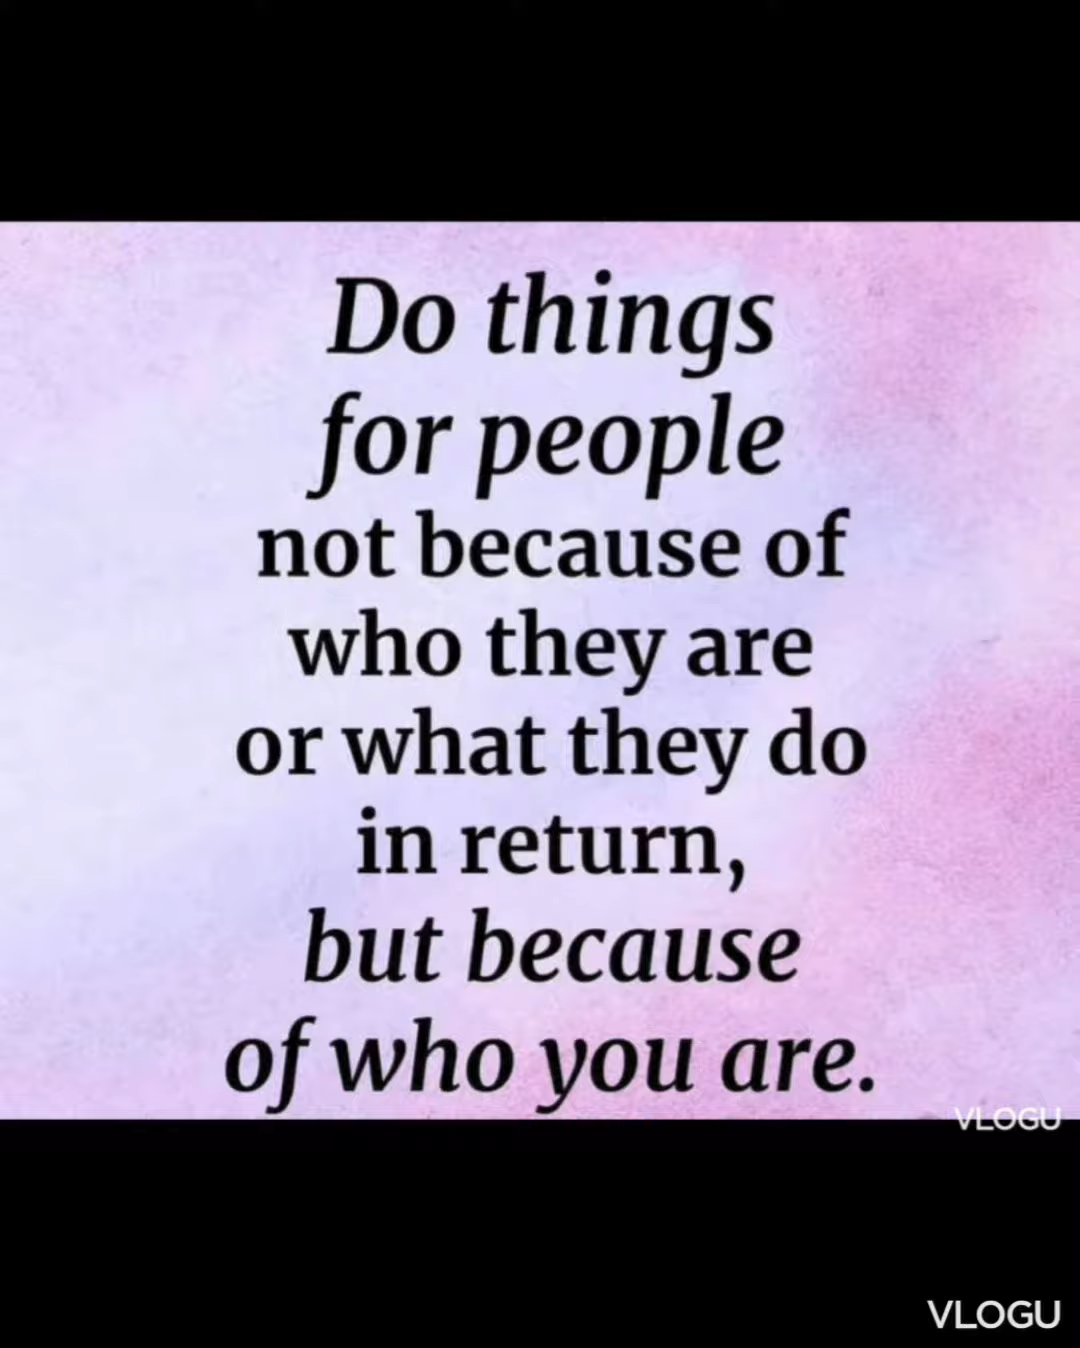 Do things
for people
not because of
who they are
or what they do
in return,
but because
of who you are.
VLOGU
VLOGU